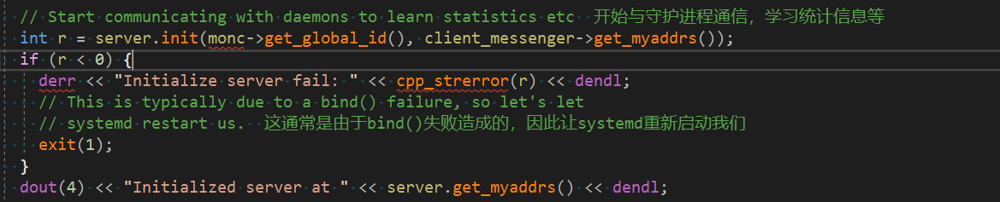 // Start communicating with daemons to learn statistics etc 开始与守护进程通信，学习统计信息等
int r = server.init(monc->get_global_id(), client_messenger->get_myaddrs());
if (r < 0) {
derr << "Initialize server fail: " << cpp_strerror(r) << dendl;
// This is typically due to a bind() failure, so let's let
// systemd restart us. 这通常是由于bind()失败造成的，因此让systemd重新启动我们
exit(1);
}
dout(4) << "Initialized server at " << server.get_myaddrs() << dendl;